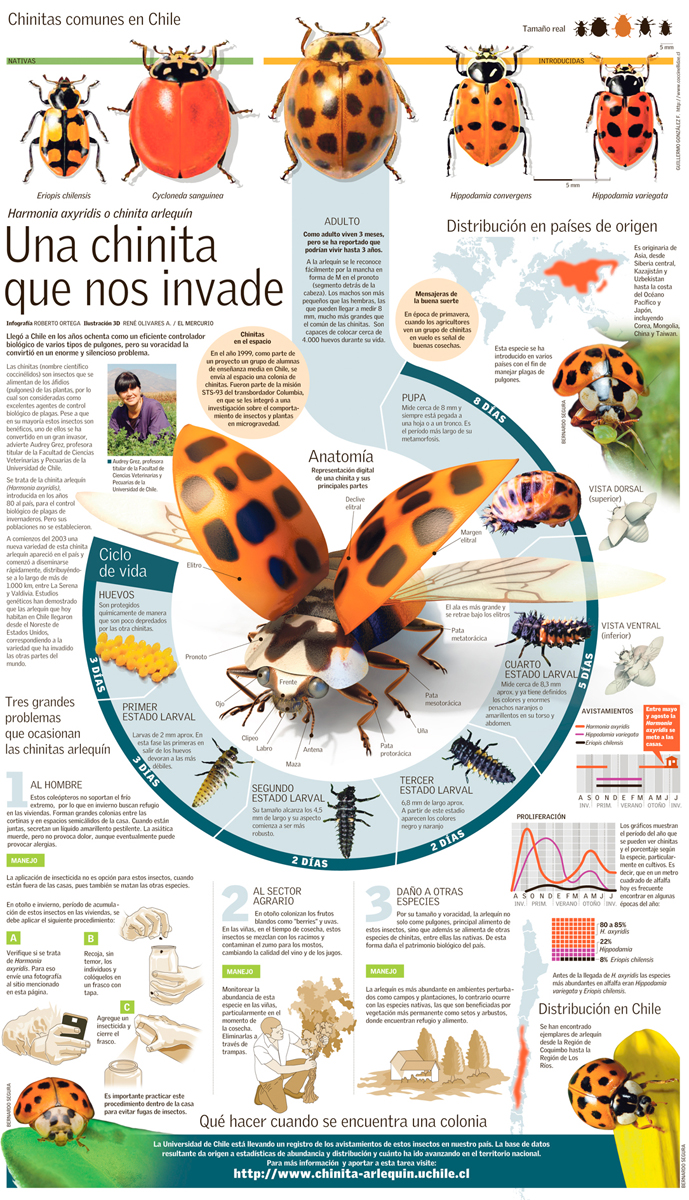 Chinitas comunes en Chile
Tamaño real
5 mm
NATIVAS
INTRODUCIDAS
GUILLERMO GONZÁLEZ F.
Eriopis chilensis
Cycloneda sanguinea
Hippodamia convergens
5 mm
Hippodamia variegata
Harmonia axyridis o chinita arlequín
Una chinita
que nos invade
Infografía ROBERTO ORTEGA Ilustración 3D RENÉ OLIVARES A. / EL MERCURIO
Llegó a Chile en los años ochenta como un eficiente controlador
biológico de varios tipos de pulgones, pero su voracidad la
convirtió en un enorme y silencioso problema.
Las chinitas (nombre científico
coccinélidos) son insectos que se
alimentan de los áfidios
(pulgones) de las plantas, por lo
cual son consideradas como
excelentes agentes de control
biológico de plagas. Pese a que
en su mayoría estos insectos son
benéficos, uno de ellos se ha
convertido en un gran invasor,
advierte Audrey Grez, profesora
titular de la Facultad de Ciencias
Veterinarias y Pecuarias de la
Universidad de Chile.
Se trata de la chinita arlequín
(Harmonia axyridis),
introducida en los años
80 al país, para el control
biológico de plagas de
invernaderos. Pero sus
poblaciones no se establecieron.
A comienzos del 2003 una
nueva variedad de esta chinita
arlequín apareció en el país y
comenzó a diseminarse
rápidamente, distribuyéndo-
se a lo largo de más de
1.000 km, entre La Serena
y Valdivia. Estudios
genéticos han demostrado
que las arlequín que hoy
habitan en Chile llegaron
desde el Noreste de
Estados Unidos,
correspondiendo a la
variedad que ha invadido
las otras partes del
mundo.
Audrey Grez, profesora
titular de la Facultad de
Ciencias Veterinarias y
Pecuarias de la
Universidad de Chile.
Chinitas
en el espacio
En el año 1999, como parte de
un proyecto un grupo de alumnas
de enseñanza media en Chile, se
envía al espacio una colonia de
chinitas. Fueron parte de la misión
STS-93 del transbordador Columbia,
en que se les integró a una
investigación sobre el comporta-
miento de insectos y plantas
en microgravedad.
ADULTO
Como adulto viven 3 meses,
pero se ha reportado que
podrían vivir hasta 3 años.
A la arlequín se le reconoce
fácilmente por la mancha en
forma de M en el pronoto
(segmento detrás de la
cabeza). Los machos son más
pequeños que las hembras, las
que pueden llegar a medir 8
mm, mucho más grandes que
el común de las chinitas. Son
capaces de colocar cerca de
4.000 huevos durante su vida.
Mensajeras de
la buena suerte
En época de primavera,
cuando los agricultores
ven un grupo de chinitas
en vuelo es señal de
buenas cosechas.
Distribución en países de origen
Es originaria de
Asia, desde
Siberia central,
Kazajistán y
Uzbekistán
hasta la costa
del Océano
Pacífico y
Japón,
incluyendo
Corea, Mongolia,
China y Taiwan.
Esta especie se ha
introducido en varios
países con el fin de
manejar plagas de
pulgones.
BERNARDO SEGURA
PUPA
Mide cerca de 8 mm y
siempre está pegada a
una hoja o a un tronco. Es
el período más largo de su
metamorfosis.
8 DÍAS
Anatomía
Representación digital
de una chinita y sus
principales partes
Declive
elitral
Margen
elitral
Elitro
El ala es más grande y
se retrae bajo los elitros
Pata
metatorácica
Pata
mesotorácica
Uña
Pata
protorácica
Pronoto
Frente
Ojo
Clipeo
Labro
Maza
Antena
VISTA DORSAL
(superior)
VISTA VENTRAL
(inferior)
Ciclo
de vida
HUEVOS
Son protegidos
químicamente de manera
que son poco depredados
por las otras chinitas.
3 DÍAS
PRIMER
ESTADO LARVAL
Larvas de 2 mm aprox. En
esta fase las primeras en
salir de los huevos
devoran a las más
débiles.
3 DÍAS
SEGUNDO
ESTADO LARVAL
Su tamaño alcanza los 4,5
mm de largo y su aspecto
comienza a ser más
robusto.
2 DÍAS
TERCER
ESTADO LARVAL
6,8 mm de largo aprox. A
partir de este estadio
aparecen los colores
negro y naranjo
2 DÍAS
CUARTO
ESTADO LARVAL
Mide cerca de 8,3 mm
aprox. y ya tiene definidos
los colores y enormes
penachos naranjos o
amarillentos en su torso y
abdomen.
5 DÍAS
AVISTAMIENTOS
Harmonia axyridis
Hippodamia variegata
Eriopis chilensis
Entre mayo
y agosto la
Harmonia
axyridis se
mete a las
casas.
A S O N D E F M A M J J
INV. PRIM. VERANO OTOÑO INV.
PROLIFERACIÓN
A S O N D E F M A M J J
INV. PRIM. VERANO OTOÑO INV.
Los gráficos muestran
el período del año que
se pueden ver chinitas
y el porcentaje según
la especie, particular-
mente en cultivos. Es
decir, que en un metro
cuadrado de alfalfa
hoy es frecuente
encontrar en algunas
épocas del año:
80 a 85%
H. axyridis
22%
Hippodamia
8% Eriopis chilensis
Antes de la llegada de H. axyridis las especies
más abundantes en alfalfa eran Hippodamia
variegata y Eriopis chilensis.
Distribución en Chile
Se han encontrado
ejemplares de arlequín
desde la Región de
Coquimbo hasta la
Región de Los
Ríos.
BERNARDO SEGURA
Tres grandes
problemas
que ocasionan
las chinitas arlequín
1 AL HOMBRE
Estos coleópteros no soportan el frío
extremo, por lo que en invierno buscan refugio
en las viviendas. Forman grandes colonias entre las
cortinas y en espacios semicálidos de la casa. Cuando están
juntas, secretan un líquido amarillento pestilente. La asiática
muerde, pero no provoca dolor, aunque eventualmente puede
provocar alergias.
MANEJO
La aplicación de insecticida no es opción para estos insectos, cuando
están fuera de las casas, pues también se matan las otras especies.
En otoño e invierno, período de acumula-
ción de estos insectos en las viviendas, se
debe aplicar el siguiente procedimiento:
A
Verifique si se trata
de Harmonia
axyridis. Para eso
envíe una fotografía
al sitio mencionado
en esta página.
B
Recoja, sin
temor, los
individuos y
colóquelos en
un frasco con
tapa.
C
Agregue un
insecticida y
cierre el
frasco.
Es importante practicar este
procedimiento dentro de la casa
para evitar fugas de insectos.
BERNARDO SEGURA
2 AL SECTOR
AGRARIO
En otoño colonizan los frutos
blandos como "berries" y uvas.
En las viñas, en el tiempo de cosecha, estos
insectos se mezclan con los racimos y
contaminan el zumo para los mostos,
cambiando la calidad del vino y de los jugos.
MANEJO
Monitorear la
abundancia de esta
especie en las viñas,
particularmente en el
momento de
la cosecha.
Eliminarlas a
través de
trampas.
3 DAÑO A OTRAS
ESPECIES
Por su tamaño y voracidad, la arlequín no
solo consume pulgones, principal alimento de
estos insectos, sino que además se alimenta de otras
especies de chinitas, entre ellas las nativas. De esta
forma daña el patrimonio biológico del país.
MANEJO
La arlequín es más abundante en ambientes perturba-
dos como campos y plantaciones, lo contrario ocurre
con las especies nativas, las que son beneficiadas por
vegetación más permanente como setos y arbustos,
donde encuentran refugio y alimento.
Qué hacer cuando se encuentra una colonia
La Universidad de Chile está llevando un registro de los avistamientos de estos insectos en nuestro país. La base de datos
resultante da origen a estadísticas de abundancia y distribución y cuánto ha ido avanzando en el territorio nacional.
Para más información y aportar a esta tarea visite:
http://www.chinita-arlequin.uchile.cl